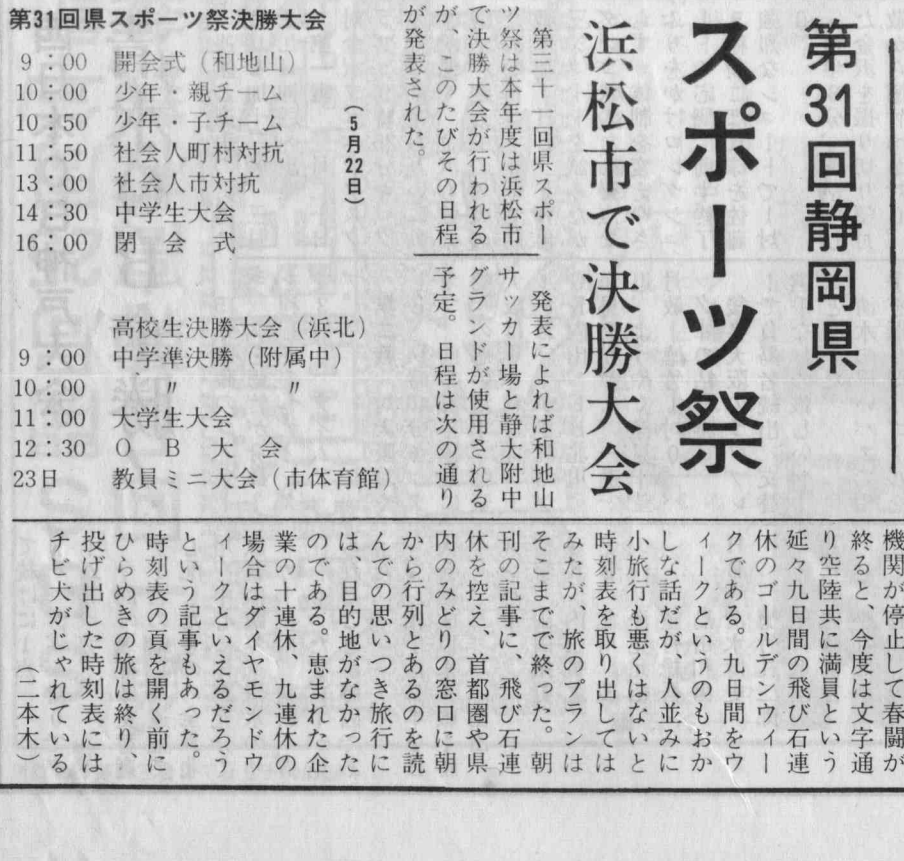 第31回静岡県
スポーツ祭
浜松市で決勝大会
第三十一回県スポー
ツ祭は本年度は浜松市
で決勝大会が行われる
が、このたびその日程
が発表された。
発表によれば和地山
サッカー場と静大附中
グランドが使用される
予定。日程は次の通り
(5月22日)
第31回県スポーツ祭決勝大会
9：00 開会式(和地山)
10：00 少年・親チーム
10：50 少年・子チーム
11：50 社会人町村対抗
13：00 社会人市対抗
14：30 中学生大会
16：00 閉会式
高校生決勝大会(浜北)
9：00 中学準決勝(附属中)
10：00 〃 〃
11：00 大学生大会
12：30 OB大会
23日 教員ミニ大会(市体育館)
機関が停止して春闘が
終ると、今度は文字通
り空陸共に満員という
延々九日間の飛び石連
休のゴールデンウィー
クである。九日間をウ
ィークというのもおか
しな話だが、人並みに
小旅行も悪くはないと
時刻表を取り出しては
みたが、旅のプランは
そこまでで終った。朝
刊の記事に、飛び石連
休を控え、首都圏や県
内のみどりの窓口に朝
から行列とあるのを読
んでの思いつき旅行に
は、目的地がなかった
のである。恵まれた企
業の十連休、九連休の
場合はダイヤモンドウ
ィークといえるだろう
という記事もあった。
時刻表の頁を開く前に
ひらめきの旅は終り、
投げ出した時刻表には
チビ犬がじゃれている
(二本木)